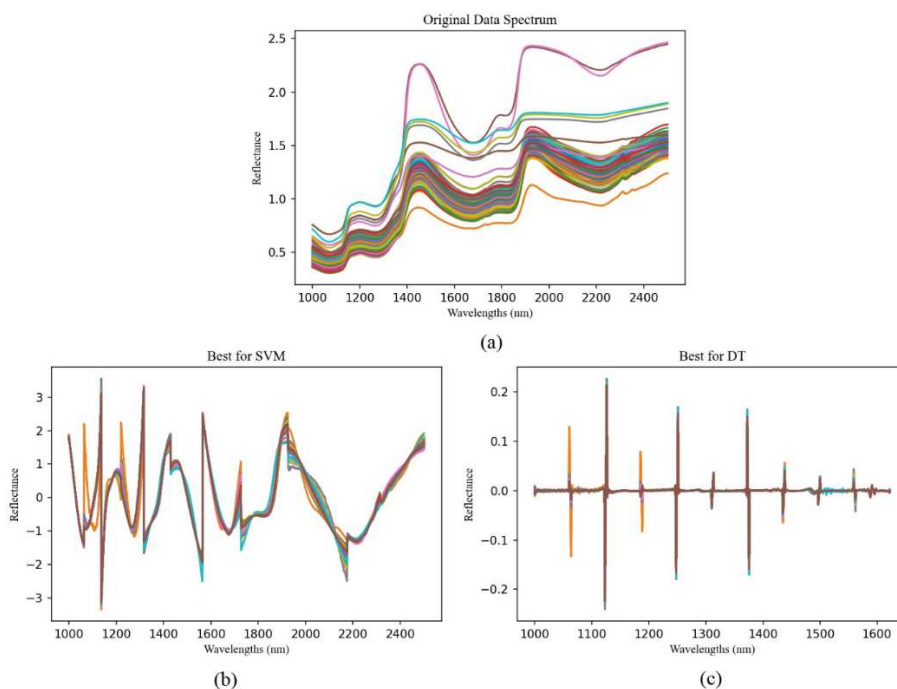 Original Data Spectrum
2.5
2.0
1.5
1.0
0.5
Reflectance
1000 1200 1400 1600 1800 2000 2200 2400
Wavelengths (nm)
(a)
Best for SVM
3
2
1
0
−1
−2
−3
Reflectance
1000 1200 1400 1600 1800 2000 2200 2400
Wavelengths (nm)
(b)
Best for DT
0.2
0.1
0.0
−0.1
−0.2
Reflectance
1000 1100 1200 1300 1400 1500 1600
Wavelengths (nm)
(c)